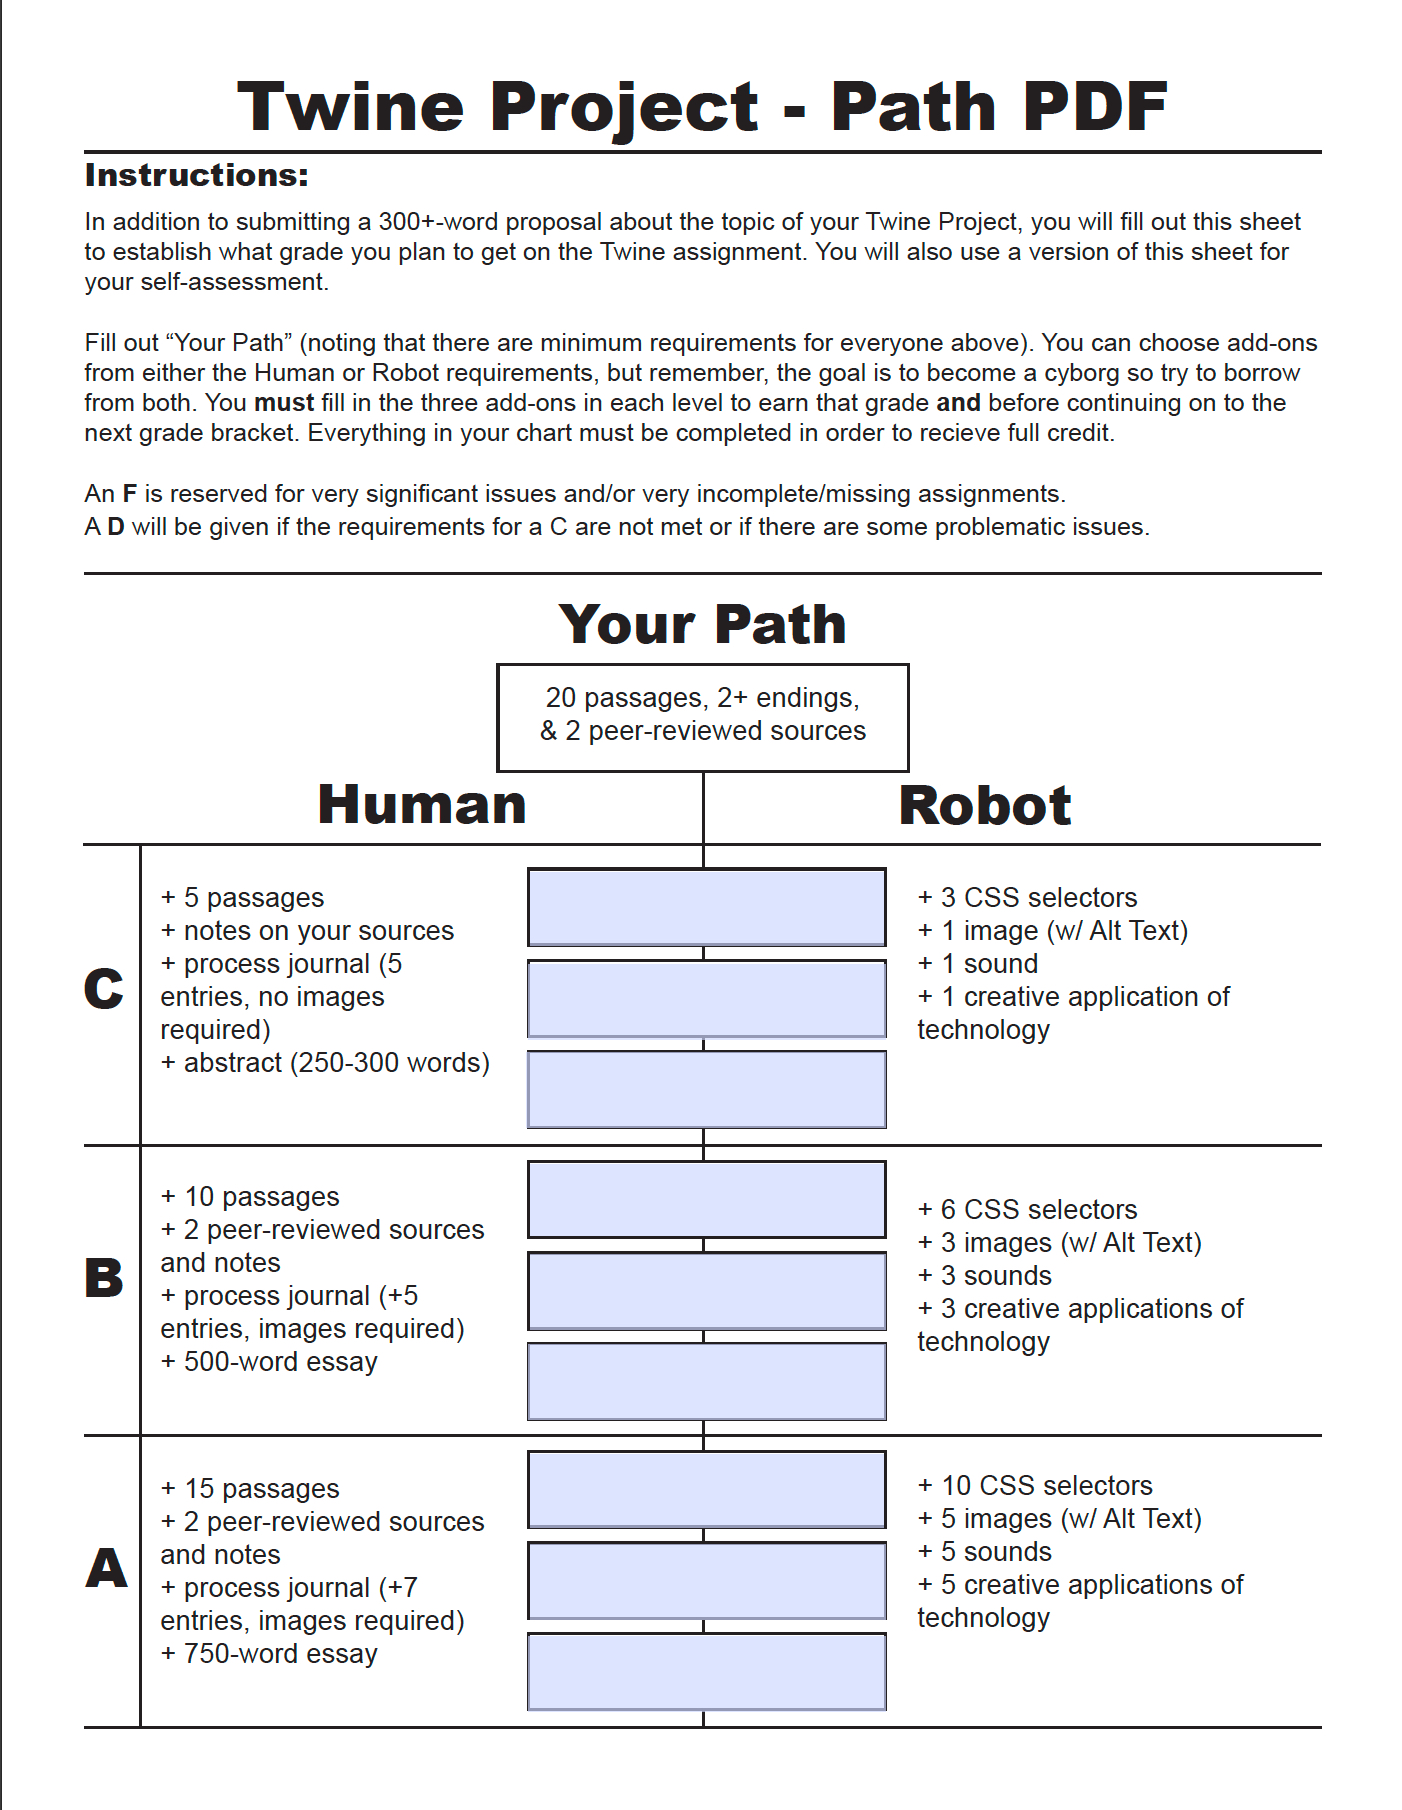 Twine Project - Path PDF
Instructions:
In addition to submitting a 300+-word proposal about the topic of your Twine Project, you will fill out this sheet
to establish what grade you plan to get on the Twine assignment. You will also use a version of this sheet for
your self-assessment.
Fill out “Your Path” (noting that there are minimum requirements for everyone above). You can choose add-ons
from either the Human or Robot requirements, but remember, the goal is to become a cyborg so try to borrow
from both. You must fill in the three add-ons in each level to earn that grade and before continuing on to the
next grade bracket. Everything in your chart must be completed in order to recieve full credit.
An F is reserved for very significant issues and/or very incomplete/missing assignments.
A D will be given if the requirements for a C are not met or if there are some problematic issues.
Your Path
20 passages, 2+ endings,
& 2 peer-reviewed sources
Human
Robot
C
+ 5 passages
+ notes on your sources
+ process journal (5
entries, no images
required)
+ abstract (250-300 words)
+ 3 CSS selectors
+ 1 image (w/ Alt Text)
+ 1 sound
+ 1 creative application of
technology
B
+ 10 passages
+ 2 peer-reviewed sources
and notes
+ process journal (+5
entries, images required)
+ 500-word essay
+ 6 CSS selectors
+ 3 images (w/ Alt Text)
+ 3 sounds
+ 3 creative applications of
technology
A
+ 15 passages
+ 2 peer-reviewed sources
and notes
+ process journal (+7
entries, images required)
+ 750-word essay
+ 10 CSS selectors
+ 5 images (w/ Alt Text)
+ 5 sounds
+ 5 creative applications of
technology